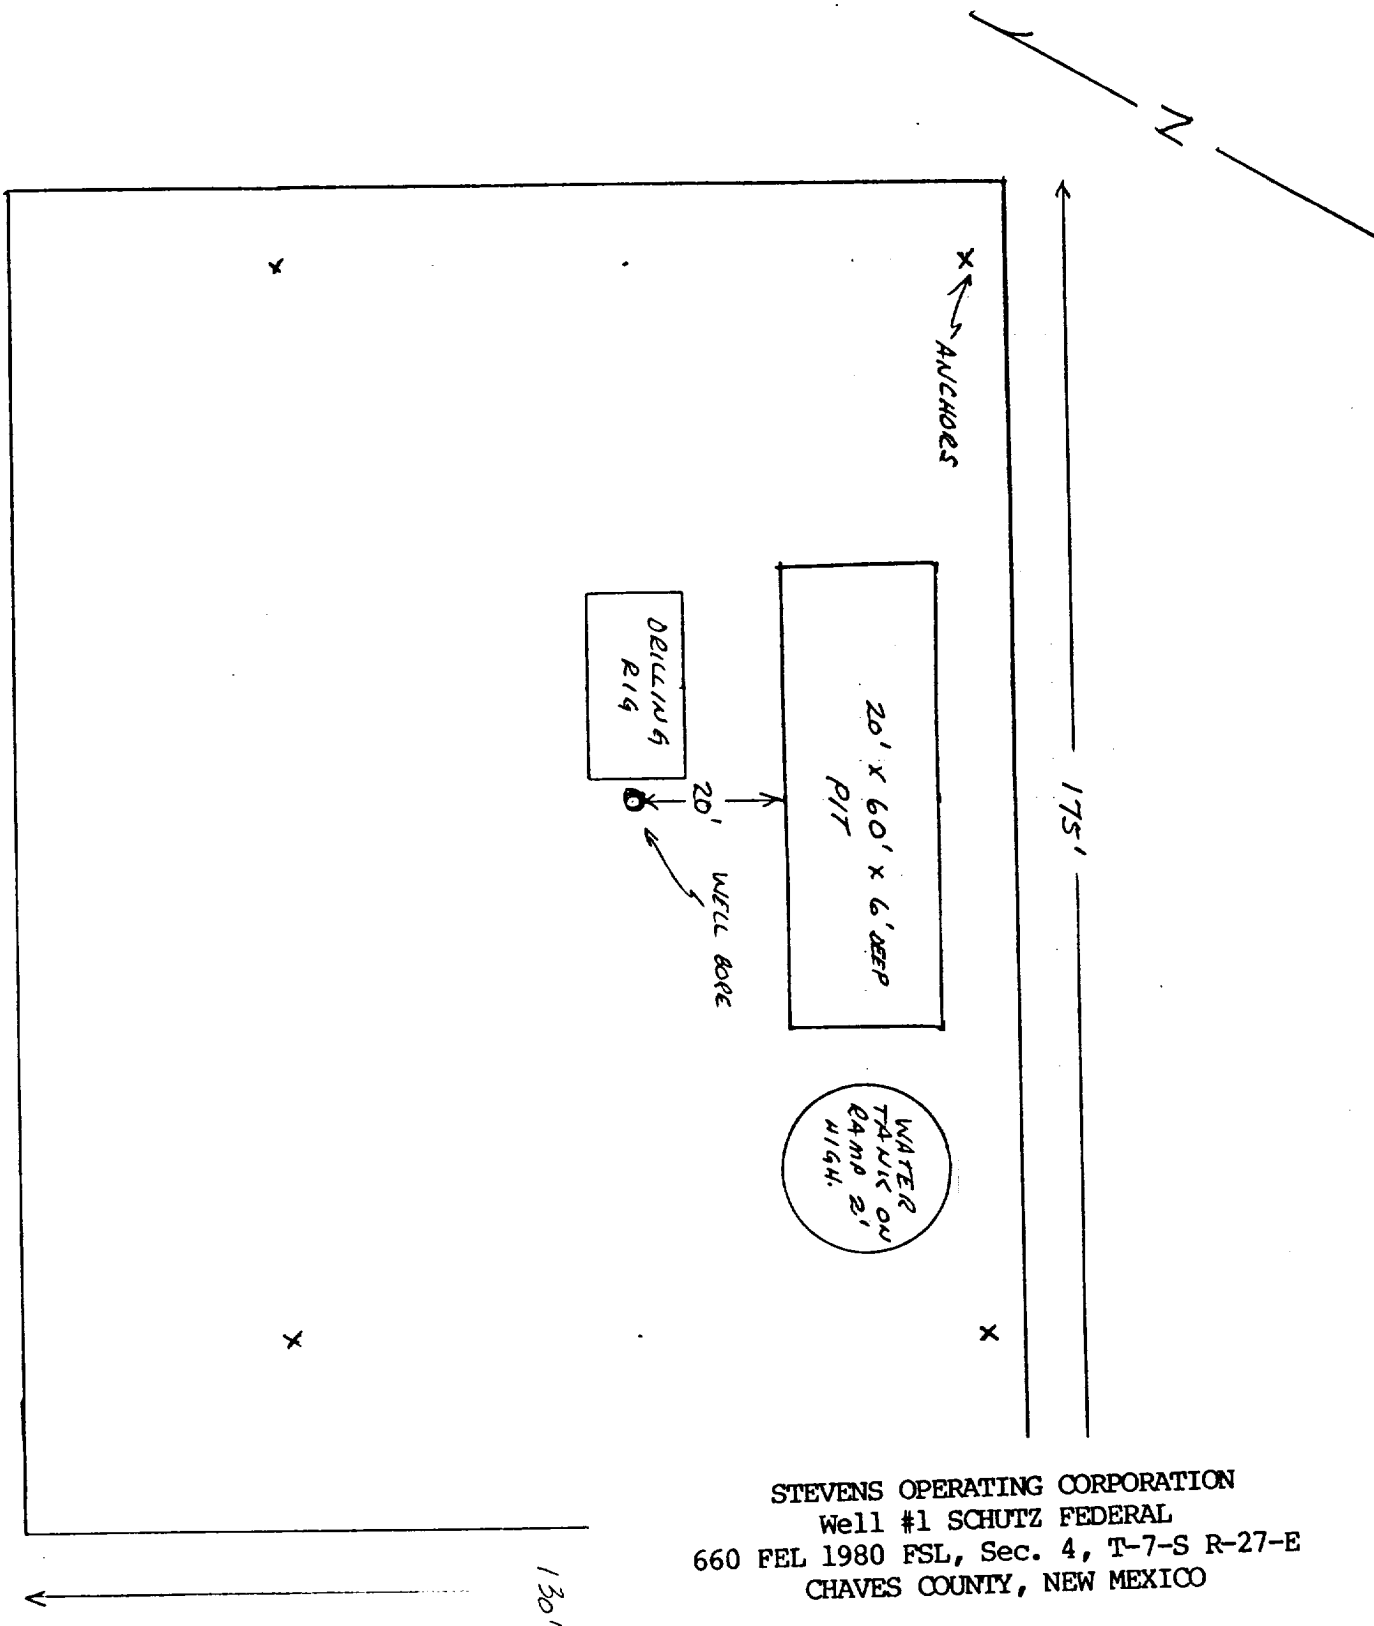 N
ANCHORS
175'
20' X 60' X 6' DEEP
PIT
DRILLING
RIG
20'
WELL BORE
WATER
TANK ON
RAMP 2'
HIGH.
130'
STEVENS OPERATING CORPORATION
Well #1 SCHUTZ FEDERAL
660 FEL 1980 FSL, Sec. 4, T-7-S R-27-E
CHAVES COUNTY, NEW MEXICO